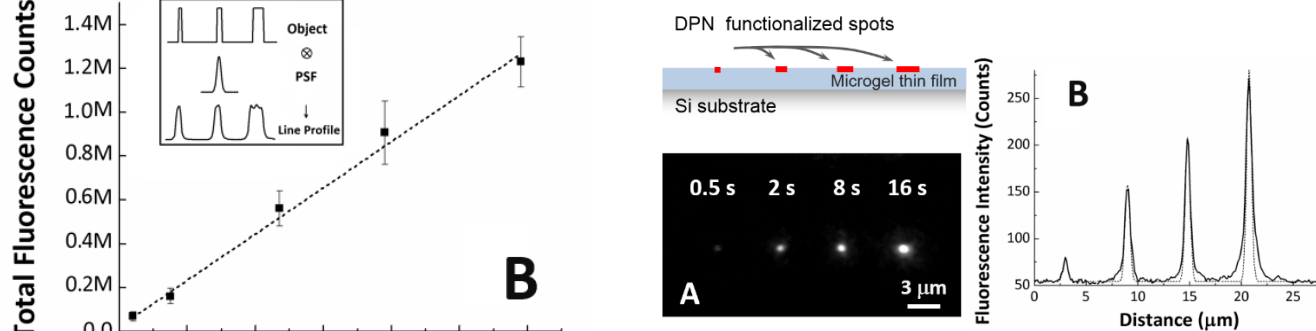 Total Fluorescence Counts
1.4M
1.2M
1.0M
0.8M
0.6M
0.4M
0.2M
0.0
Object
⊗
PSF
↓
Line Profile
B
DPN functionalized spots
Microgel thin film
Si substrate
0.5 s 2 s 8 s 16 s
A
3 μm
Fluorescence Intensity (Counts)
250
200
150
100
50
B
0 5 10 15 20 25
Distance (μm)